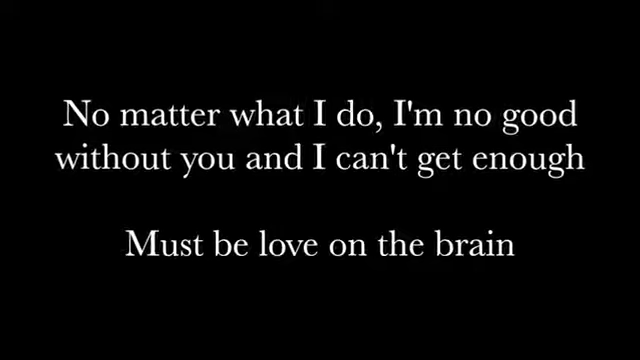 No matter what I do, I'm no good
without you and I can't get enough
Must be love on the brain